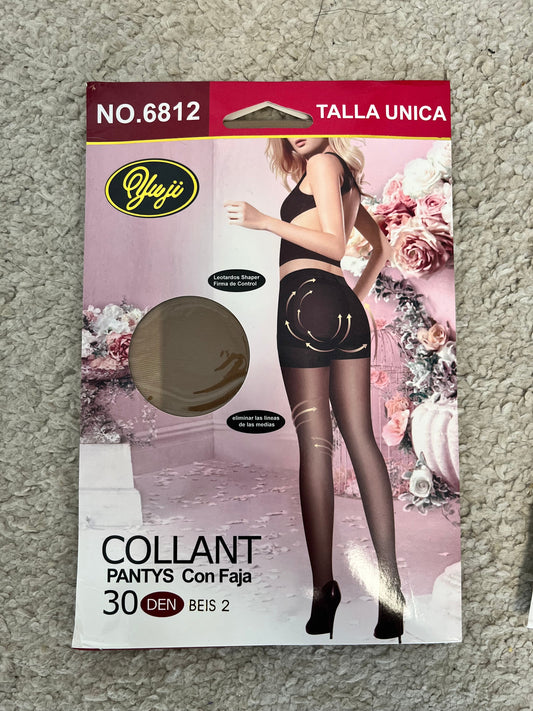 NO.6812
TALLA UNICA
Yuji
Leotardos Shaper
Firma de Control
eliminar las líneas
de las medias
COLLANT
PANTYS Con Faja
30 DEN BEIS 2